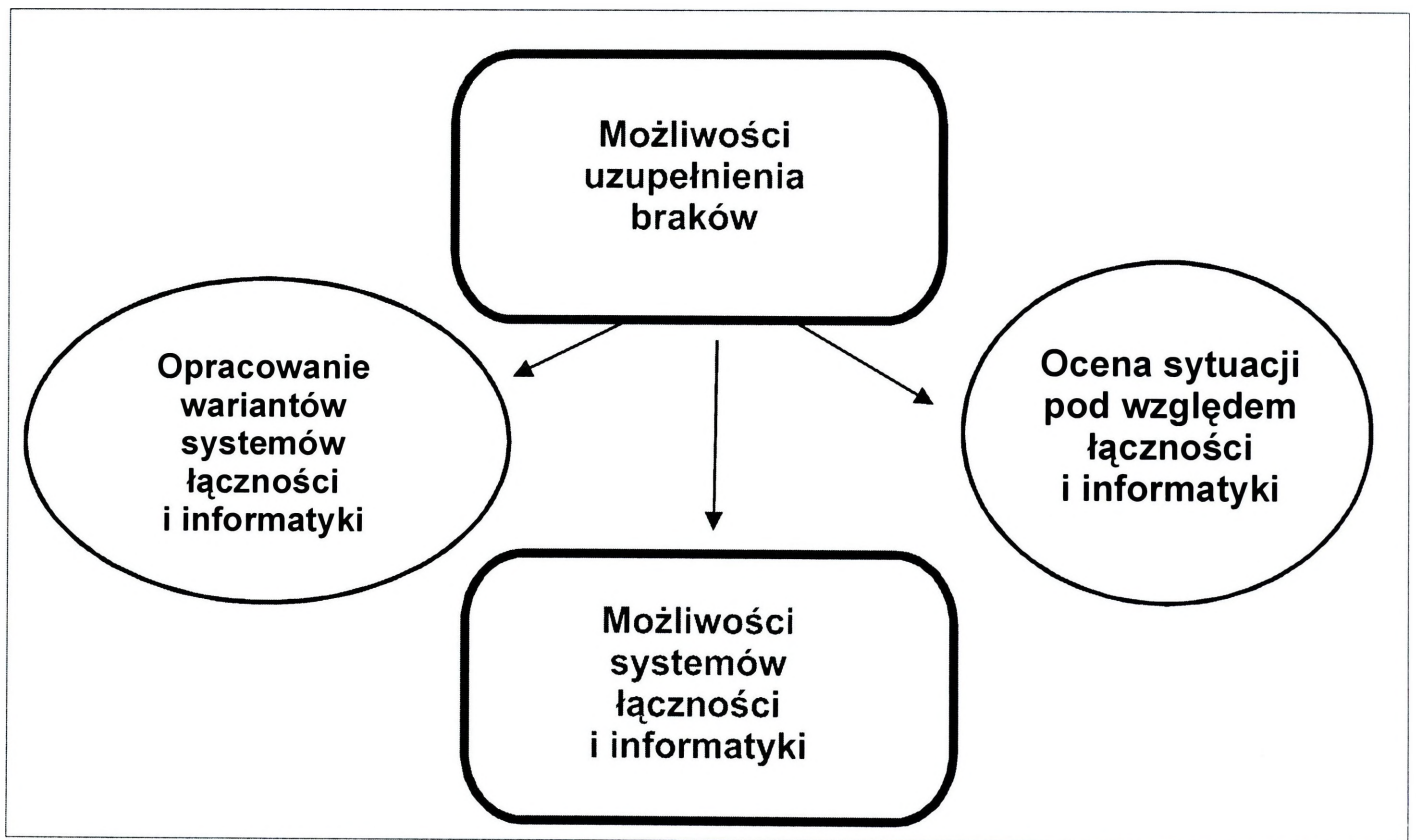 Możliwości
uzupełnienia
braków
Opracowanie
wariantów
systemów
łączności
i informatyki
Ocena sytuacji
pod względem
łączności
i informatyki
Możliwości
systemów
łączności
i informatyki